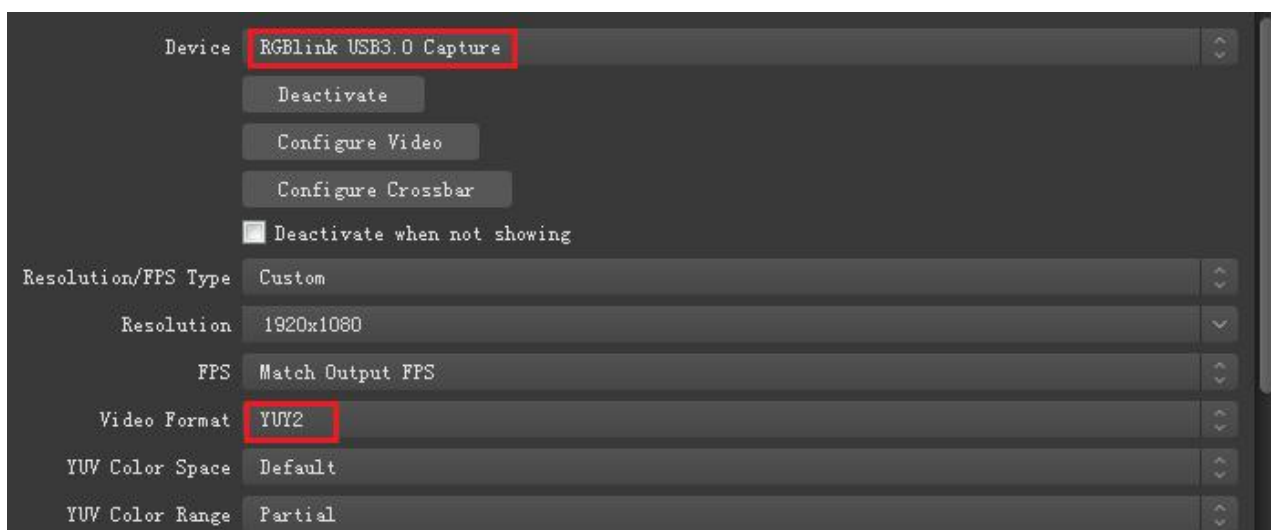 Device RGBlink USB3.0 Capture
Deactivate
Configure Video
Configure Crossbar
Deactivate when not showing
Resolution/FPS Type Custom
Resolution 1920x1080
FPS Match Output FPS
Video Format YUY2
YUV Color Space Default
YUV Color Range Partial